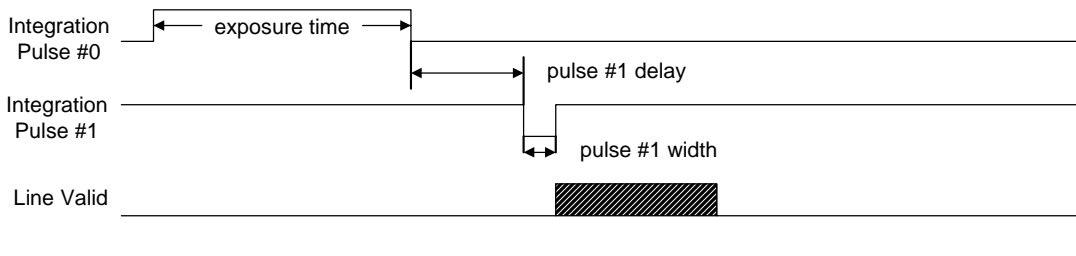 Integration
Pulse #0
exposure time
pulse #1 delay
Integration
Pulse #1
pulse #1 width
Line Valid